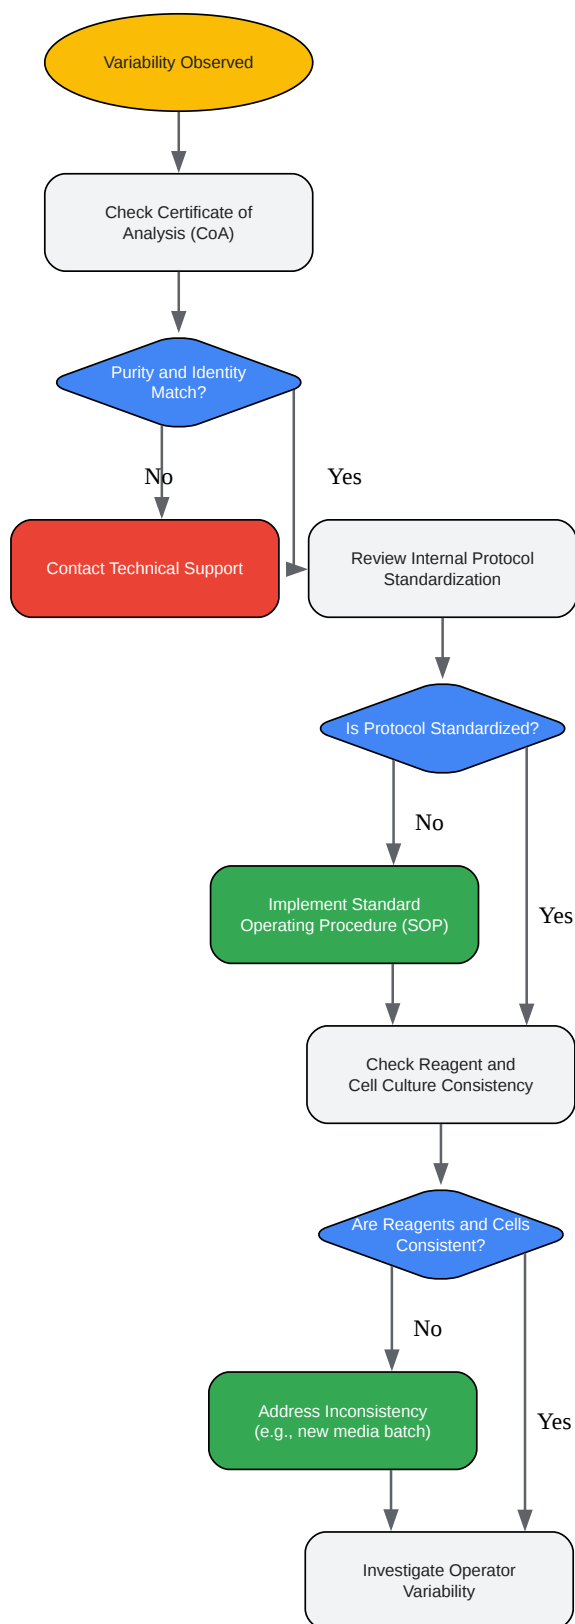 Variability Observed
Check Certificate of
Analysis (CoA)
Purity and Identity
Match?
No
Yes
Contact Technical Support
Review Internal Protocol
Standardization
Is Protocol Standardized?
No
Implement Standard
Operating Procedure (SOP)
Yes
Check Reagent and
Cell Culture Consistency
Are Reagents and Cells
Consistent?
No
Address Inconsistency
(e.g., new media batch)
Yes
Investigate Operator
Variability